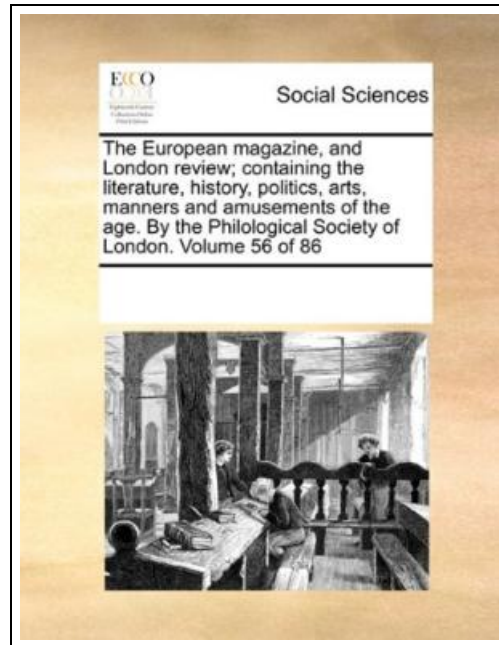 ECCO
Social Sciences
The European magazine, and
London review; containing the
literature, history, politics, arts,
manners and amusements of the
age. By the Philological Society of
London. Volume 56 of 86